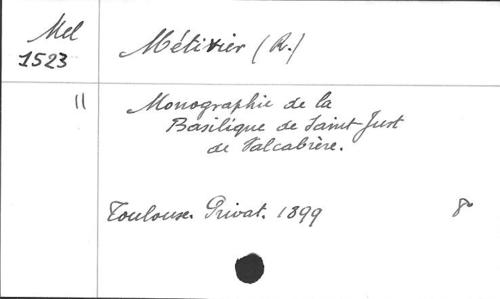 Mel
1523
Métivier (R.)
11
Monographie de la
Basilique de Saint-Just
de Valcabrère.
Toulouse. Privat. 1899
8°